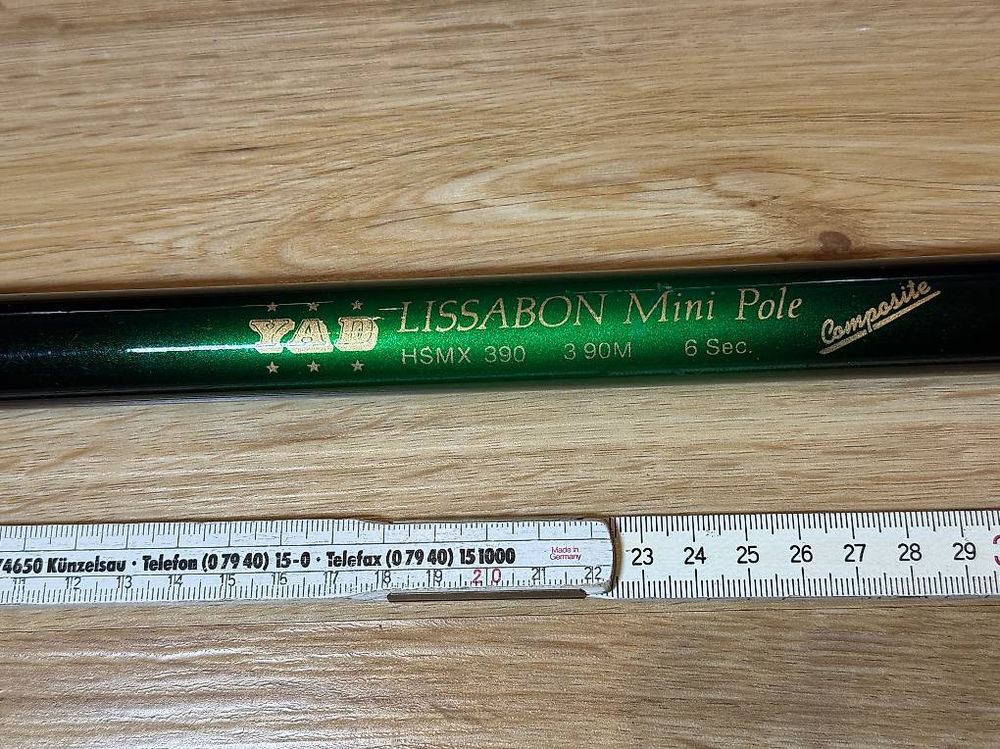 YAD LISSABON Mini Pole
HSMX 390 3 90M 6 Sec.
Composite
74650 Künzelsau · Telefon (0 79 40) 15-0 · Telefax (0 79 40) 15 1000
Made in
Germany
11 12 13 14 15 16 17 18 19 20 21 22
23 24 25 26 27 28 29